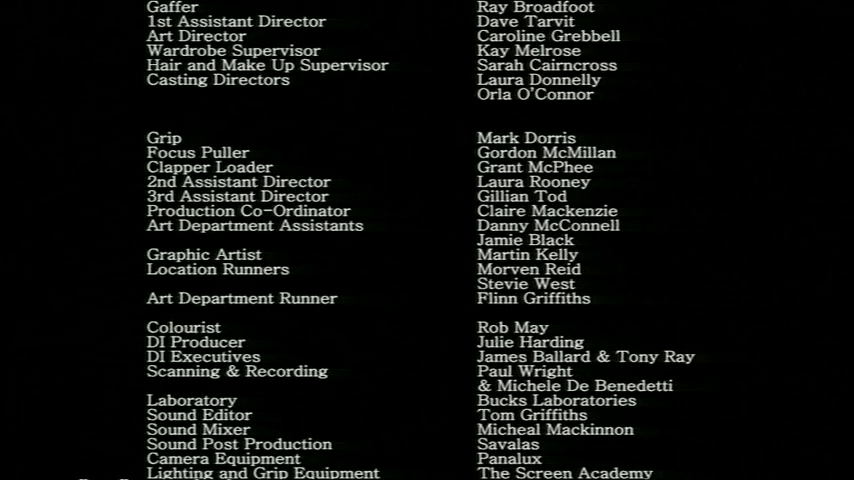 Gaffer Ray Broadfoot
1st Assistant Director Dave Tarvit
Art Director Caroline Grebbell
Wardrobe Supervisor Kay Melrose
Hair and Make Up Supervisor Sarah Cairncross
Casting Directors Laura Donnelly
Orla O'Connor
Grip Mark Dorris
Focus Puller Gordon McMillan
Clapper Loader Grant McPhee
2nd Assistant Director Laura Rooney
3rd Assistant Director Gillian Tod
Production Co-Ordinator Claire Mackenzie
Art Department Assistants Danny McConnell
Jamie Black
Graphic Artist Martin Kelly
Location Runners Morven Reid
Stevie West
Art Department Runner Flinn Griffiths
Colourist Rob May
DI Producer Julie Harding
DI Executives James Ballard & Tony Ray
Scanning & Recording Paul Wright
& Michele De Benedetti
Laboratory Bucks Laboratories
Sound Editor Tom Griffiths
Sound Mixer Micheal Mackinnon
Sound Post Production Savalas
Camera Equipment Panalux
Lighting and Grip Equipment The Screen Academy